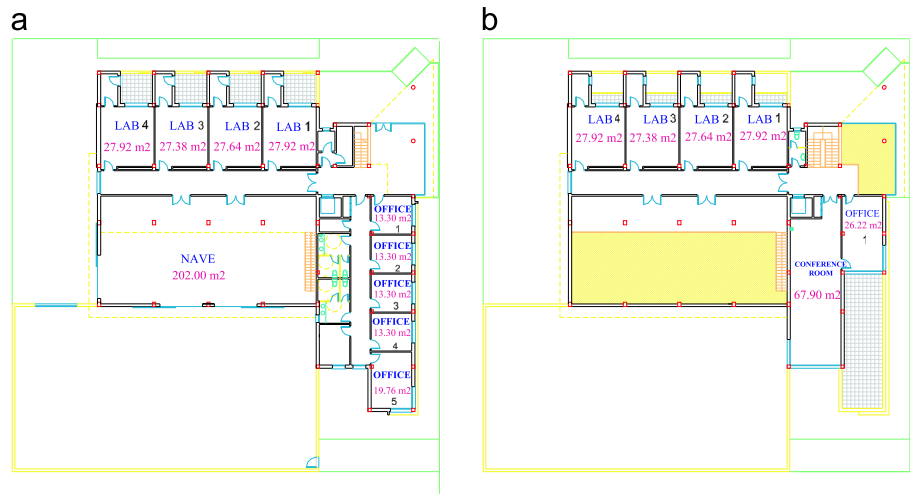 a
LAB 4
27.92 m2
LAB 3
27.38 m2
LAB 2
27.64 m2
LAB 1
27.92 m2
NAVE
202.00 m2
OFFICE
13.30 m2
1
OFFICE
13.30 m2
2
OFFICE
13.30 m2
3
OFFICE
13.30 m2
4
OFFICE
19.76 m2
5
b
LAB 4
27.92 m2
LAB 3
27.38 m2
LAB 2
27.64 m2
LAB 1
27.92 m2
OFFICE
26.22 m2
1
CONFERENCE
ROOM
67.90 m2